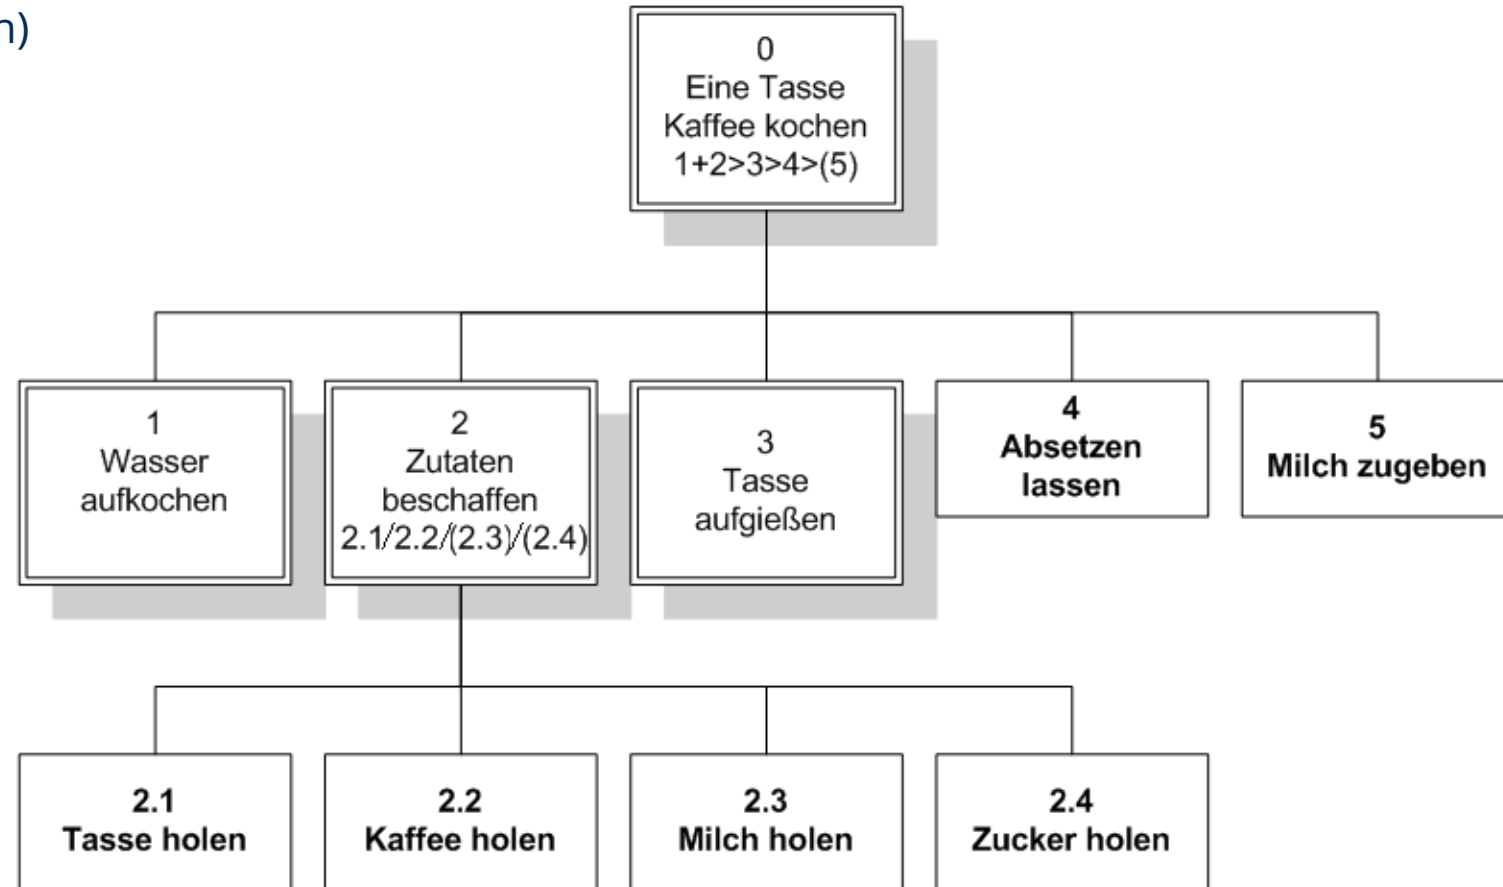 n)
0
Eine Tasse
Kaffee kochen
1+2>3>4>(5)
1
Wasser
aufkochen
2
Zutaten
beschaffen
2.1/2.2/(2.3)/(2.4)
3
Tasse
aufgießen
4
Absetzen
lassen
5
Milch zugeben
2.1
Tasse holen
2.2
Kaffee holen
2.3
Milch holen
2.4
Zucker holen